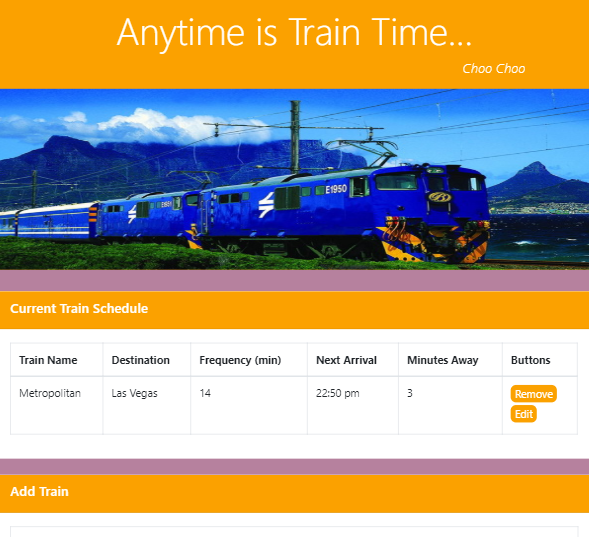 Anytime is Train Time...
Choo Choo
E1950
Current Train Schedule
Train Name Destination Frequency (min) Next Arrival Minutes Away Buttons
Metropolitan Las Vegas 14 22:50 pm 3 Remove
Edit
Add Train